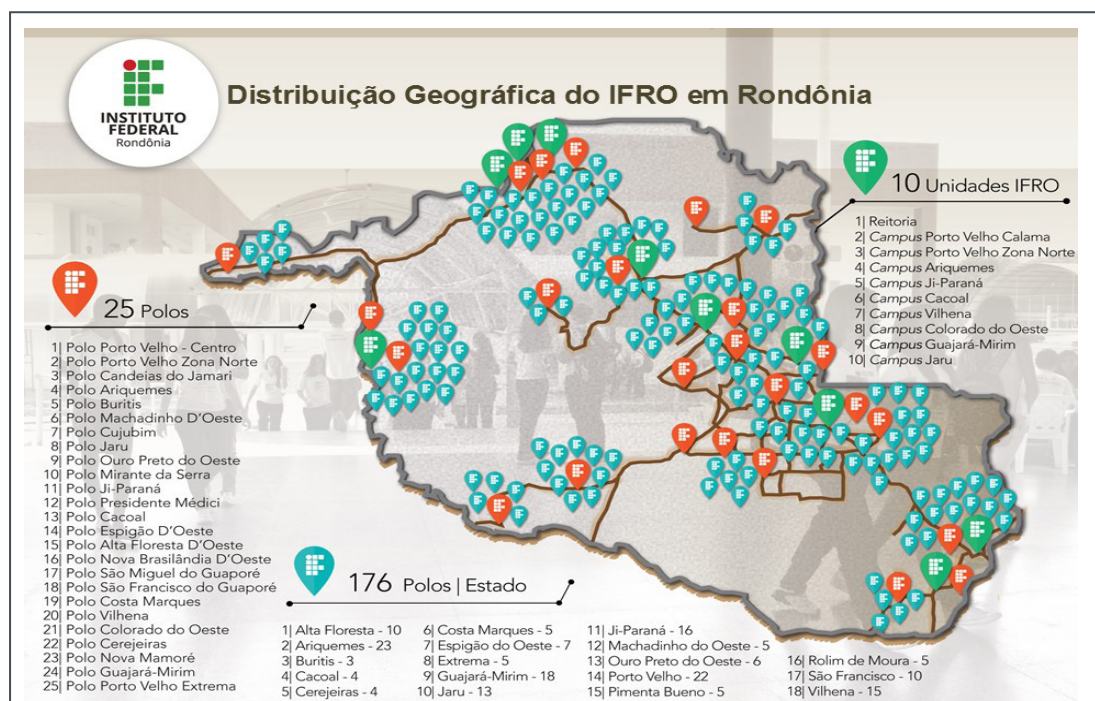 INSTITUTO
FEDERAL
Rondônia
Distribuição Geográfica do IFRO em Rondônia
10 Unidades IFRO
1| Reitoria
2| Campus Porto Velho Calama
3| Campus Porto Velho Zona Norte
4| Campus Ariquemes
5| Campus Ji-Paraná
6| Campus Cacoal
7| Campus Vilhena
8| Campus Colorado do Oeste
9| Campus Guajará-Mirim
10| Campus Jaru
25 Polos
1| Polo Porto Velho - Centro
2| Polo Porto Velho Zona Norte
3| Polo Candeias do Jamari
4| Polo Ariquemes
5| Polo Buritis
6| Polo Machadinho D'Oeste
7| Polo Cujubim
8| Polo Jaru
9| Polo Ouro Preto do Oeste
10| Polo Mirante da Serra
11| Polo Ji-Paraná
12| Polo Presidente Médici
13| Polo Cacoal
14| Polo Espigão D'Oeste
15| Polo Alta Floresta D'Oeste
16| Polo Nova Brasilândia D'Oeste
17| Polo São Miguel do Guaporé
18| Polo São Francisco do Guaporé
19| Polo Costa Marques
20| Polo Vilhena
21| Polo Colorado do Oeste
22| Polo Cerejeiras
23| Polo Nova Mamoré
24| Polo Guajará-Mirim
25| Polo Porto Velho Extrema
176 Polos | Estado
1| Alta Floresta - 10
2| Ariquemes - 23
3| Buritis - 3
4| Cacoal - 4
5| Cerejeiras - 4
6| Costa Marques - 5
7| Espigão do Oeste - 7
8| Extrema - 5
9| Guajará-Mirim - 18
10| Jaru - 13
11| Ji-Paraná - 16
12| Machadinho do Oeste - 5
13| Ouro Preto do Oeste - 6
14| Porto Velho - 22
15| Pimenta Bueno - 5
16| Rolim de Moura - 5
17| São Francisco - 10
18| Vilhena - 15